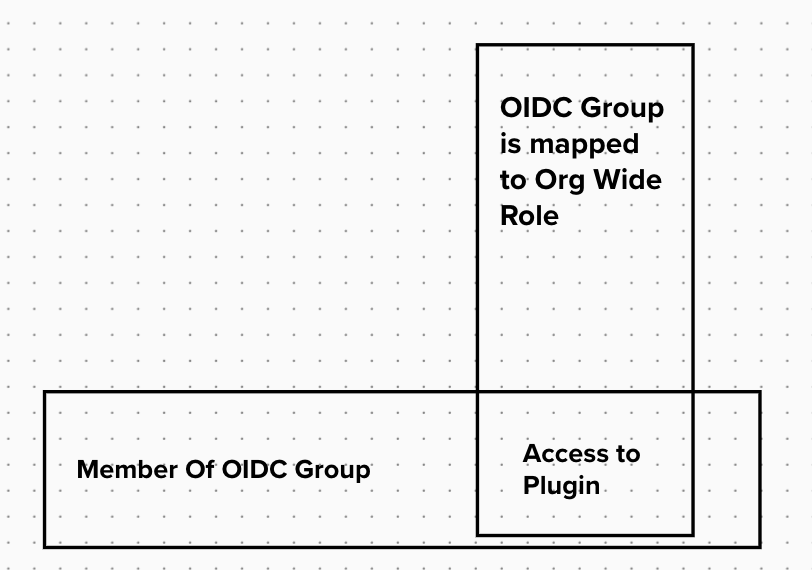 OIDC Group
is mapped
to Org Wide
Role
Member Of OIDC Group
Access to
Plugin